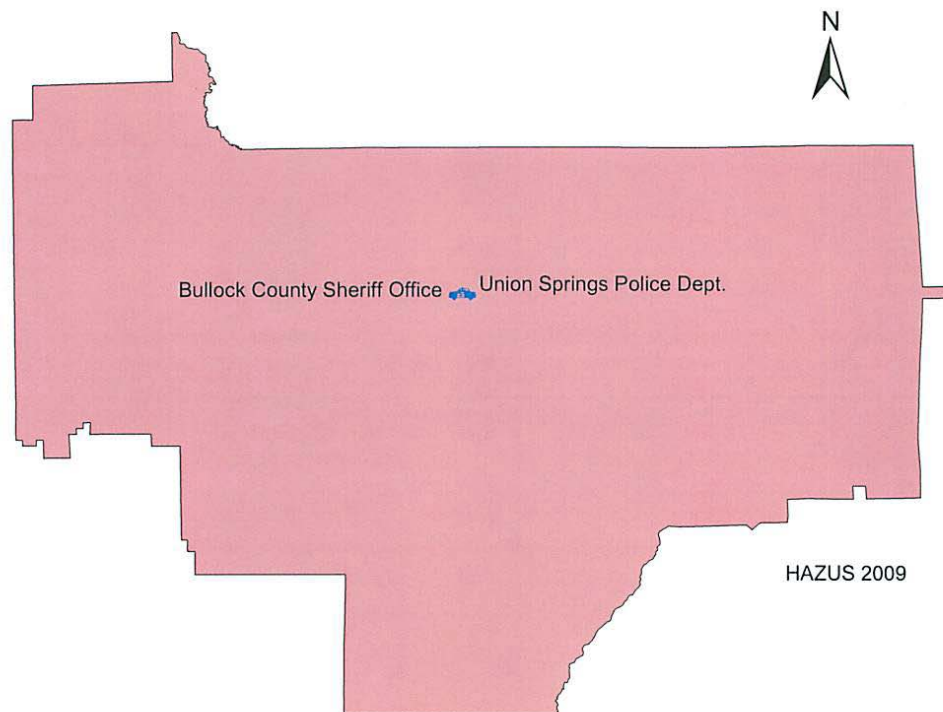 N
Bullock County Sheriff Office
Union Springs Police Dept.
HAZUS 2009